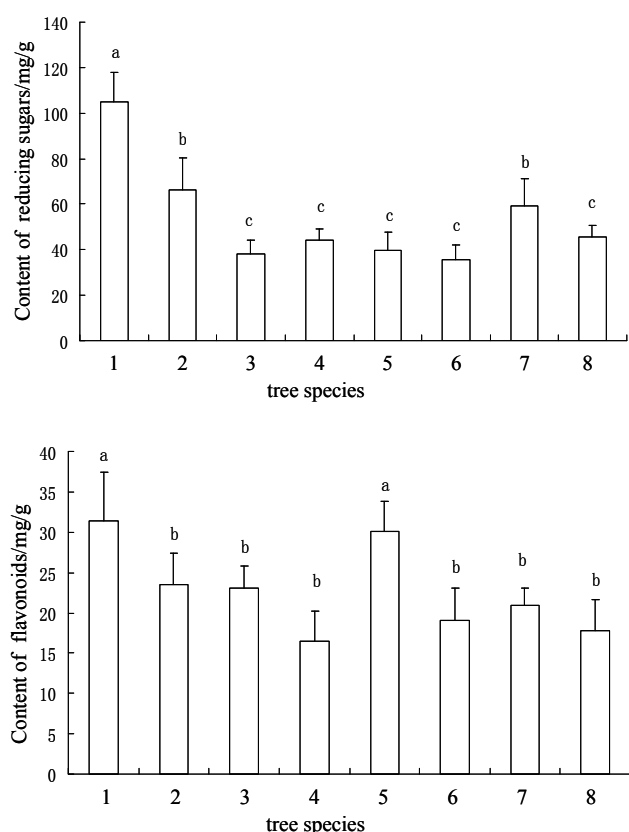 Content of reducing sugars/mg/g
140
120
100
80
60
40
20
0
a
b
c
c
c
c
b
c
1 2 3 4 5 6 7 8
tree species
Content of flavonoids/mg/g
40
35
30
25
20
15
10
5
0
a
b
b
b
a
b
b
b
1 2 3 4 5 6 7 8
tree species